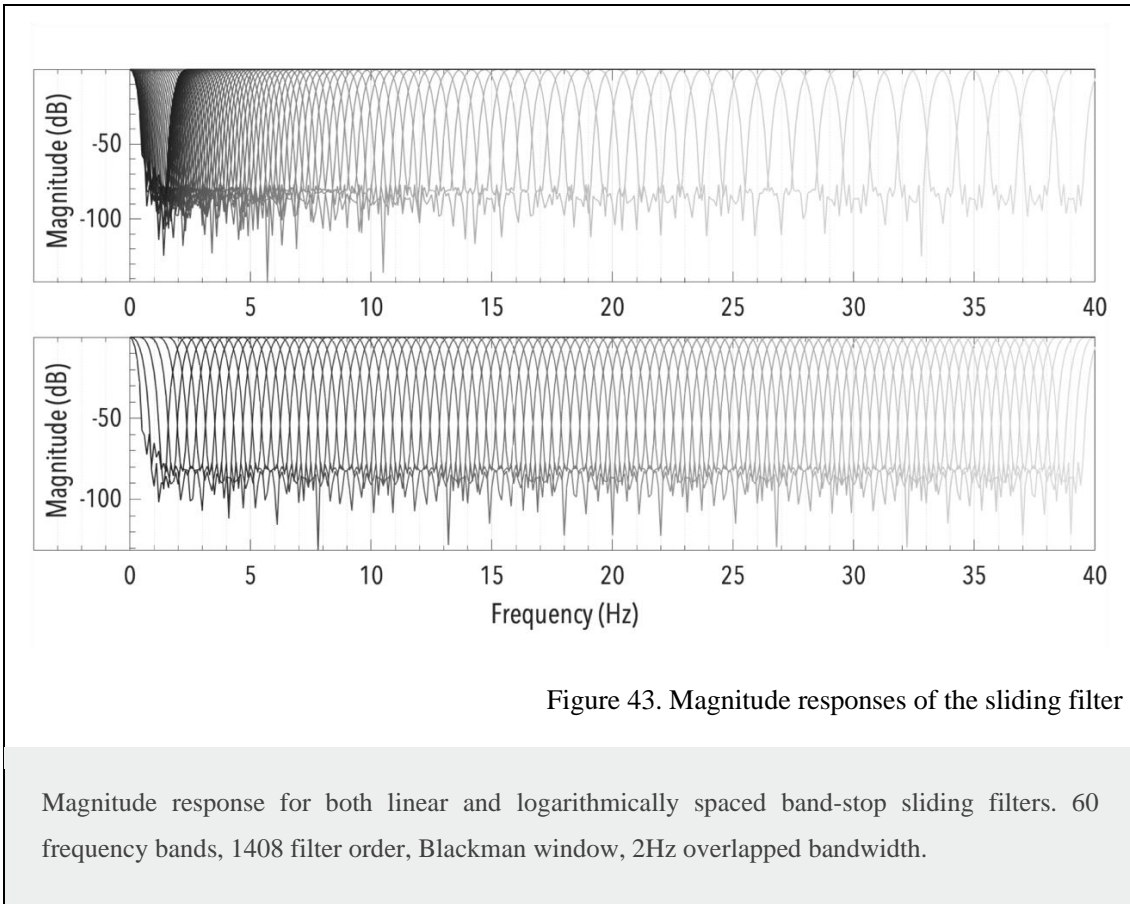 Magnitude (dB)
-50
-100
0 5 10 15 20 25 30 35 40
Magnitude (dB)
-50
-100
0 5 10 15 20 25 30 35 40
Frequency (Hz)
Figure 43. Magnitude responses of the sliding filter
Magnitude response for both linear and logarithmically spaced band-stop sliding filters. 60
frequency bands, 1408 filter order, Blackman window, 2Hz overlapped bandwidth.